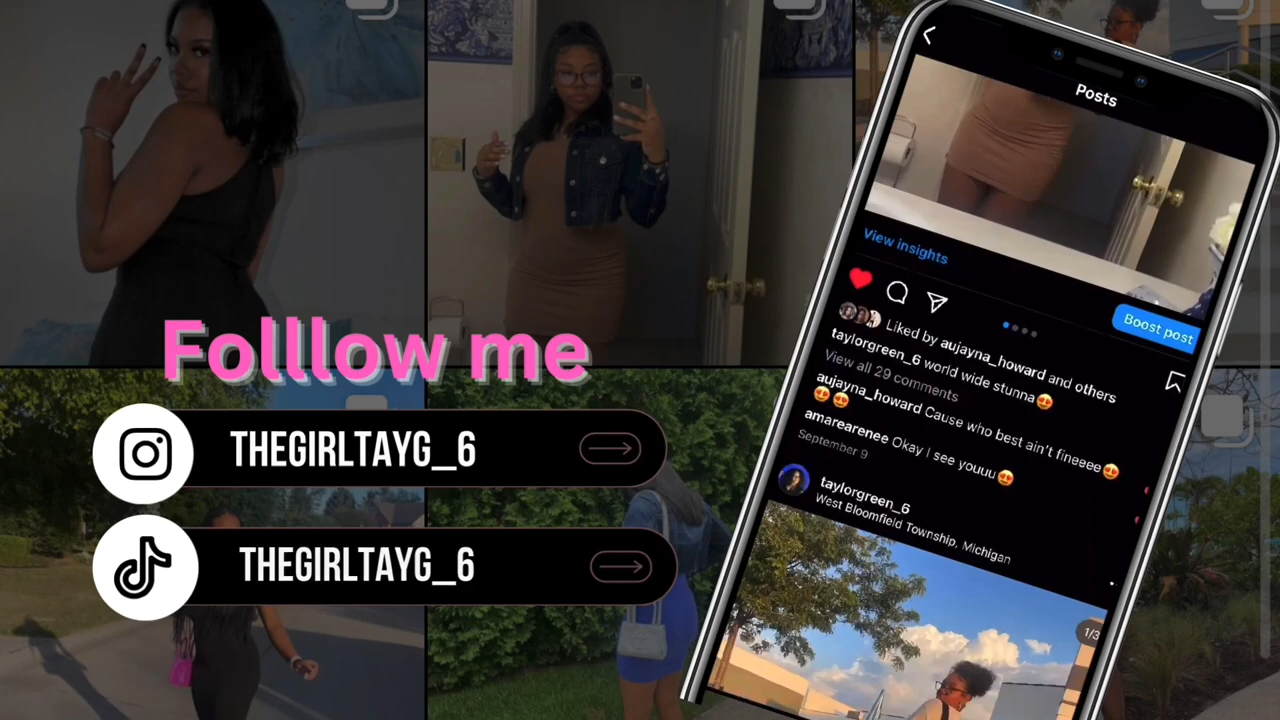 Folllow me
THEGIRLTAYG_6
THEGIRLTAYG_6
Posts
View insights
Boost post
Liked by aujayna_howard and others
taylorgreen_6 world wide stunna😍
View all 29 comments
aujayna_howard Cause who best ain't fineeee😍
😍😍
amarearenee Okay I see youuu😍
September 9
taylorgreen_6
West Bloomfield Township, Michigan
1/3